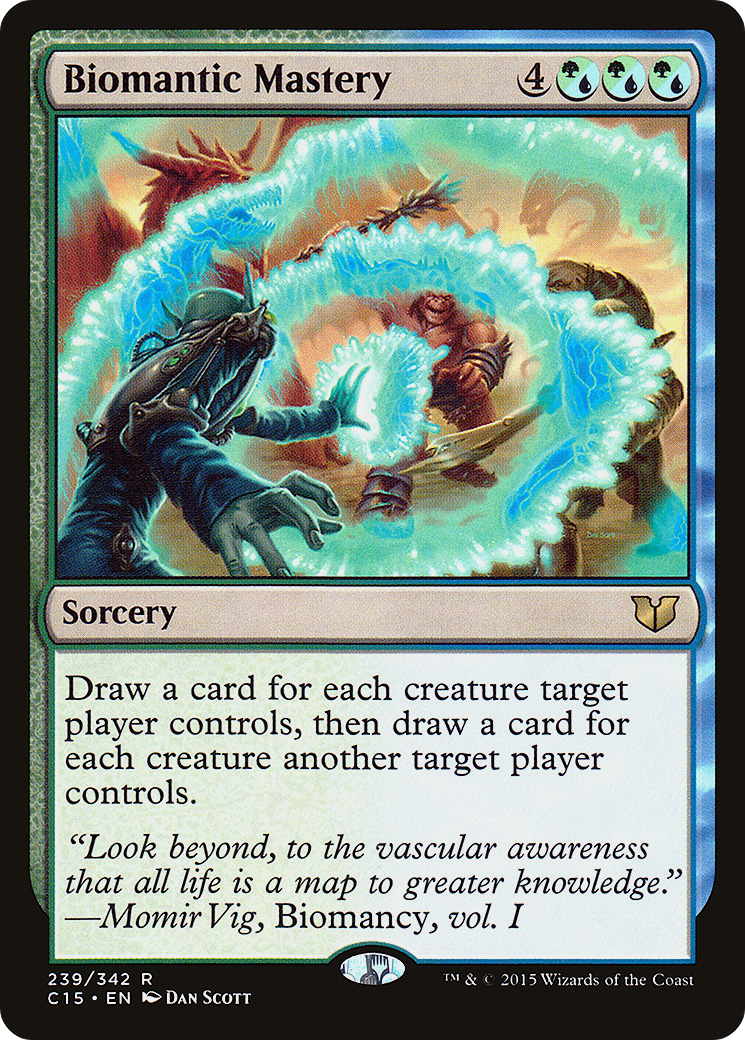 Biomantic Mastery 4
Sorcery
Draw a card for each creature target
player controls, then draw a card for
each creature another target player
controls.
“Look beyond, to the vascular awareness
that all life is a map to greater knowledge.”
—Momir Vig, Biomancy, vol. I
239/342 R
C15 • EN Dan Scott
™ & © 2015 Wizards of the Coast